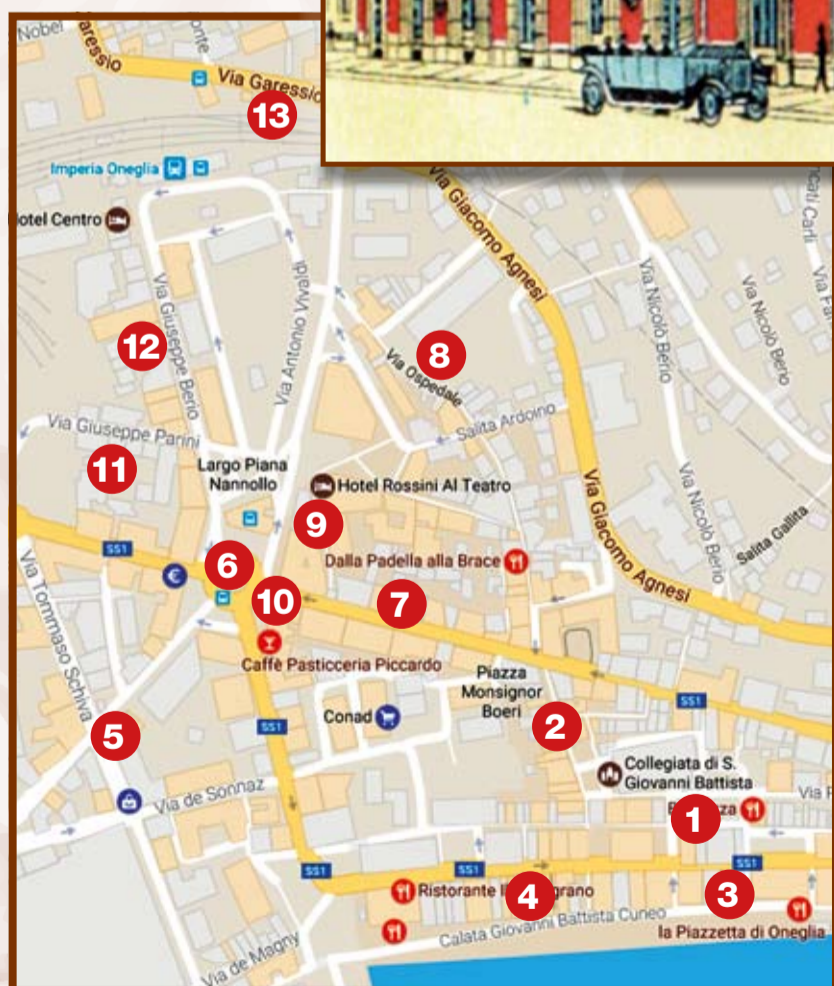 Nobel
Via Garessio
13
Imperia Oneglia
Hotel Centro
Via Giacomo Agnesi
Via Nicolò Berio
Via Nicolò Berio
Via Giuseppe Berio
Via Antonio Vivaldi
12
8
Via Ospedale
Salita Ardoino
Via Giuseppe Parini
11
Largo Piana
Nannollo
Hotel Rossini Al Teatro
9
Via Giacomo Agnesi
Via Nicolò Berio
Salita Gallita
SS1
6
Dalla Padella alla Brace
€
10
7
Caffè Pasticceria Piccardo
Via Tommaso Schiva
Piazza
Monsignor
Boeri
SS1
SS1
Conad
2
5
Collegiata di S.
Giovanni Battista
Via de Sonnaz
1
SS1
SS1
SS1
Ristorante
4
3
Calata Giovanni Battista Cuneo
la Piazzetta di Oneglia
Via de Magny